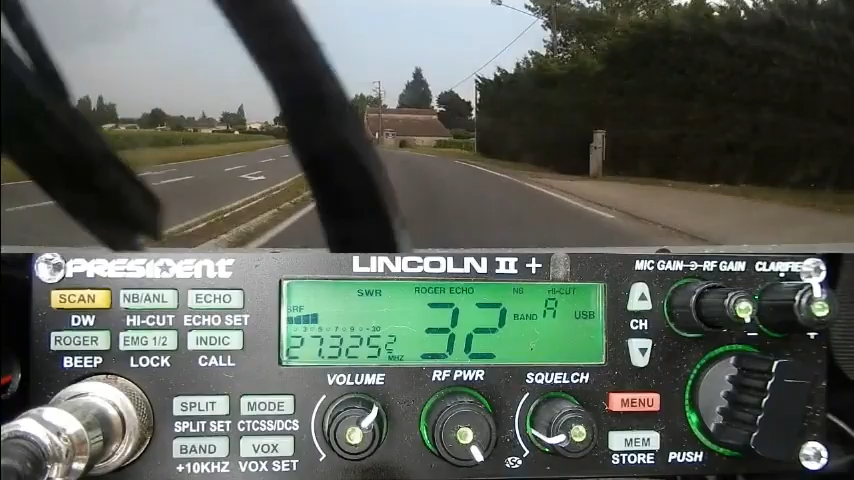 PRESIDENT
LINCOLN II +
MIC GAIN RF GAIN CLARIFIER
SCAN NB/ANL ECHO
DW HI-CUT ECHO SET
ROGER EMG 1/2 INDIC
BEEP LOCK CALL
SWR ROGER ECHO NB HI-CUT
SRF
32 BAND A USB
27.325 MHZ
CH
VOLUME RF PWR SQUELCH
SPLIT MODE
SPLIT SET CTCSS/DCS
BAND VOX
+10KHZ VOX SET
ASC
MENU
MEM
STORE
PUSH